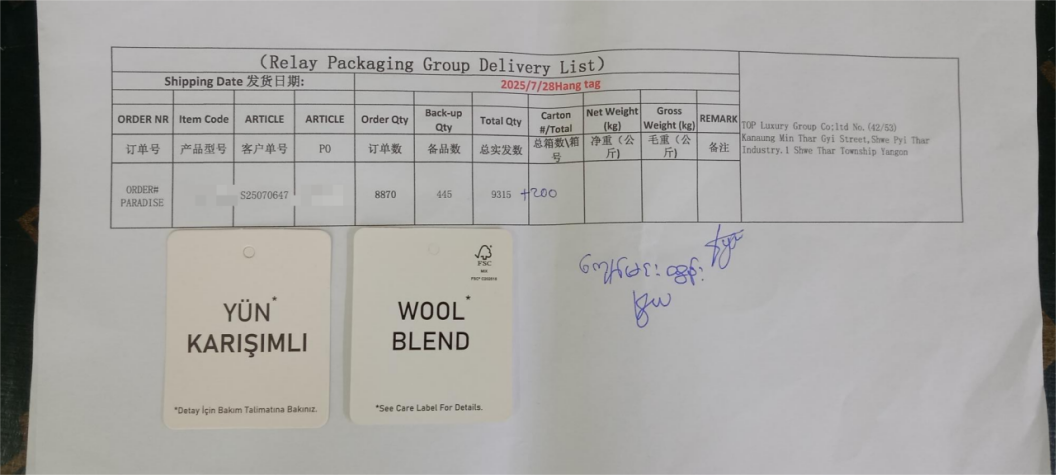 (Relay Packaging Group Delivery List)
Shipping Date 发货日期: 2025/7/28Hang tag
ORDER NR Item Code ARTICLE ARTICLE Order Qty Back-up Qty Total Qty Carton #/Total Net Weight (kg) Gross Weight (kg) REMARK
订单号 产品型号 客户单号 PO 订单数 备品数 总实发数 总箱数\箱号 净重（公斤) 毛重（公斤) 备注
ORDER# PARADISE S25070647 8870 445 9315 +200
TOP Luxury Group Co;ltd No.(42/53)
Kanaung Min Thar Gyi Street,Shwe Pyi Thar
Industry.1 Shwe Thar Township Yangon
YÜN*
KARIŞIMLI
*Detay İçin Bakım Talimatına Bakınız.
FSC
MIX
WOOL*
BLEND
*See Care Label For Details.